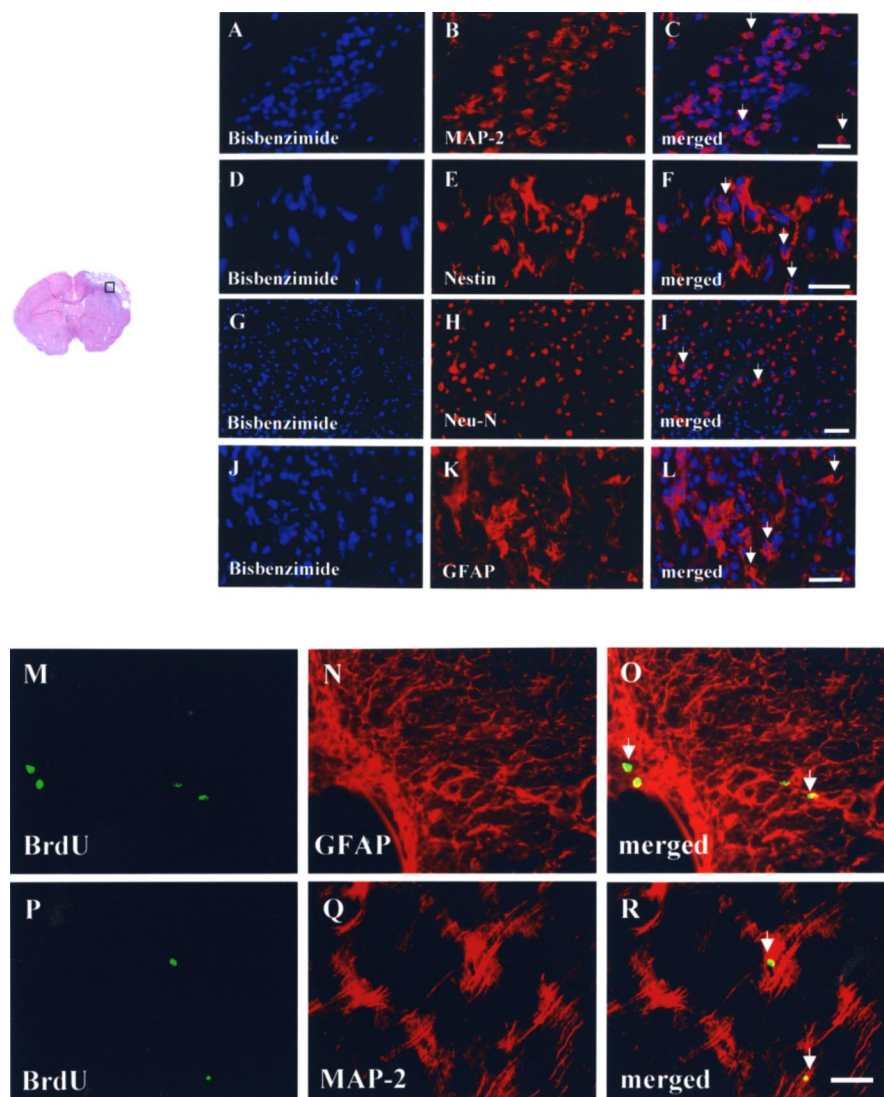 A
Bisbenzimide
B
MAP-2
C
merged
D
Bisbenzimide
E
Nestin
F
merged
G
Bisbenzimide
H
Neu-N
I
merged
J
Bisbenzimide
K
GFAP
L
merged
M
BrdU
N
GFAP
O
merged
P
BrdU
Q
MAP-2
R
merged